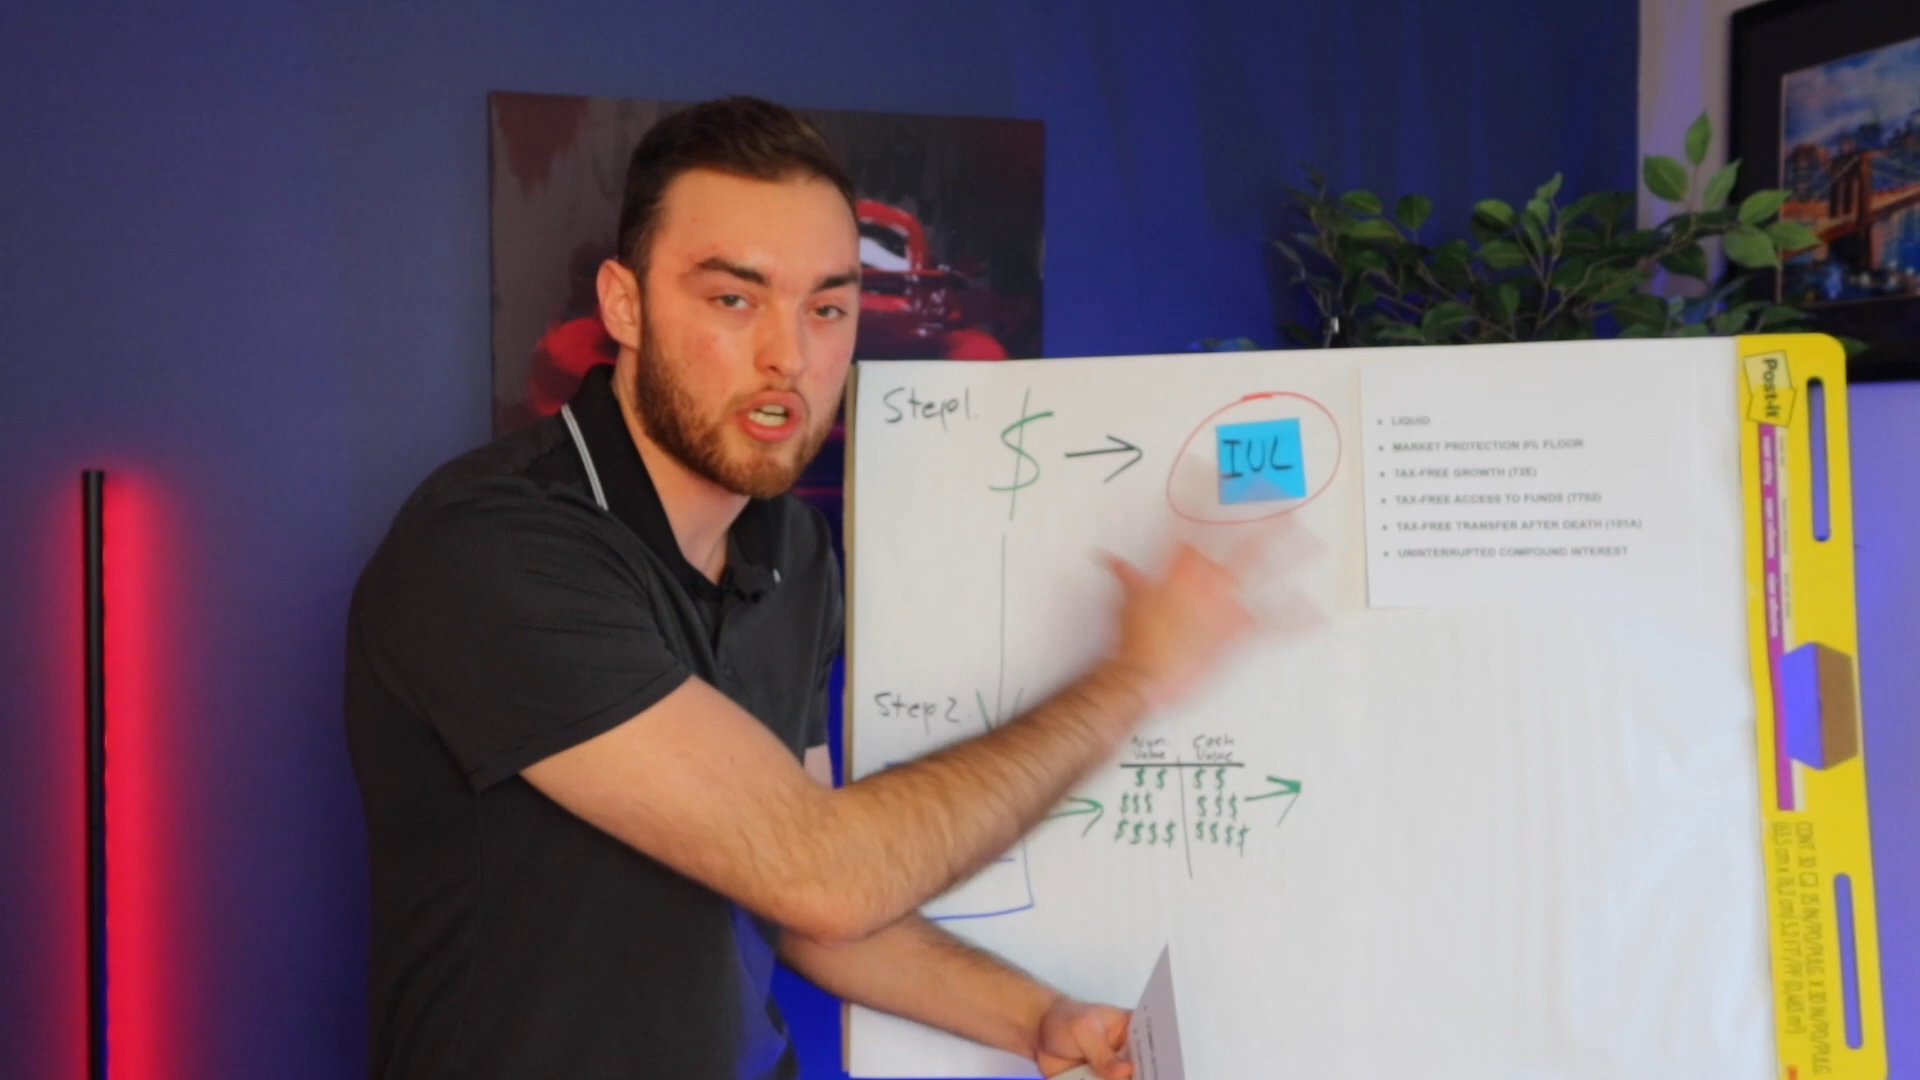 Step 1.
$ → IUL
• LIQUID
• MARKET PROTECTION 0% FLOOR
• TAX-FREE GROWTH (72E)
• TAX-FREE ACCESS TO FUNDS (7702)
• TAX-FREE TRANSFER AFTER DEATH (101A)
• UNINTERRUPTED COMPOUND INTEREST
Step 2.
Cash
Value Value
$ $ $ $
$$$ $$$
$$$$ $$$$
Post-it